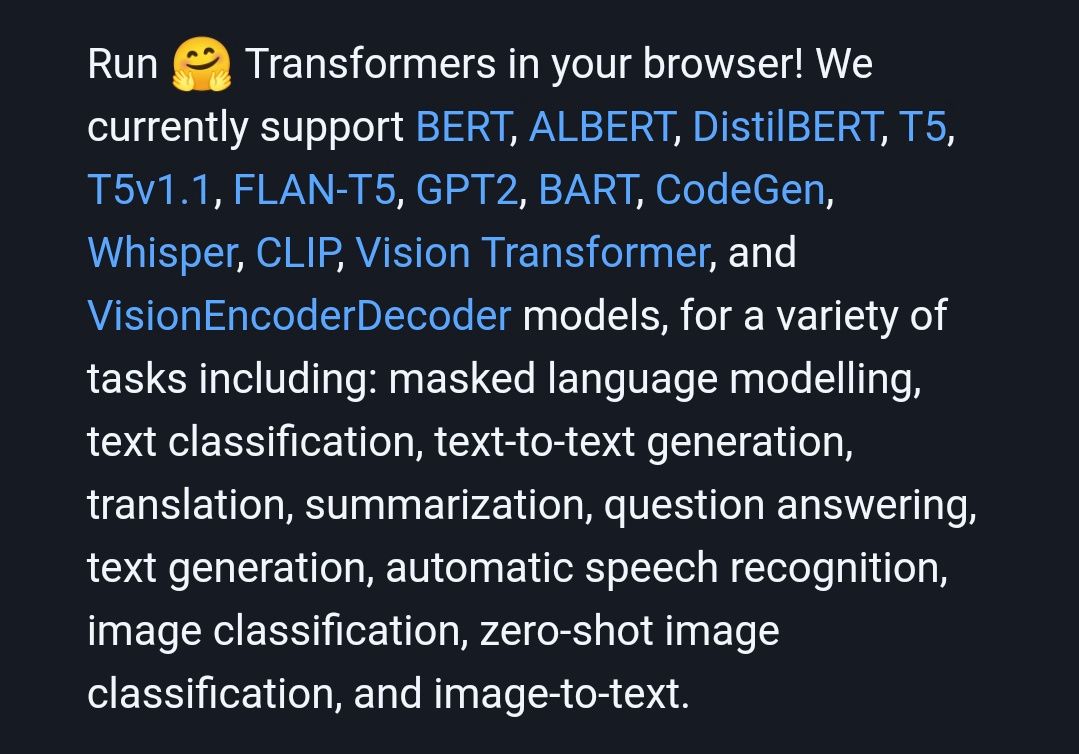 Run 🤗 Transformers in your browser! We
currently support BERT, ALBERT, DistilBERT, T5,
T5v1.1, FLAN-T5, GPT2, BART, CodeGen,
Whisper, CLIP, Vision Transformer, and
VisionEncoderDecoder models, for a variety of
tasks including: masked language modelling,
text classification, text-to-text generation,
translation, summarization, question answering,
text generation, automatic speech recognition,
image classification, zero-shot image
classification, and image-to-text.